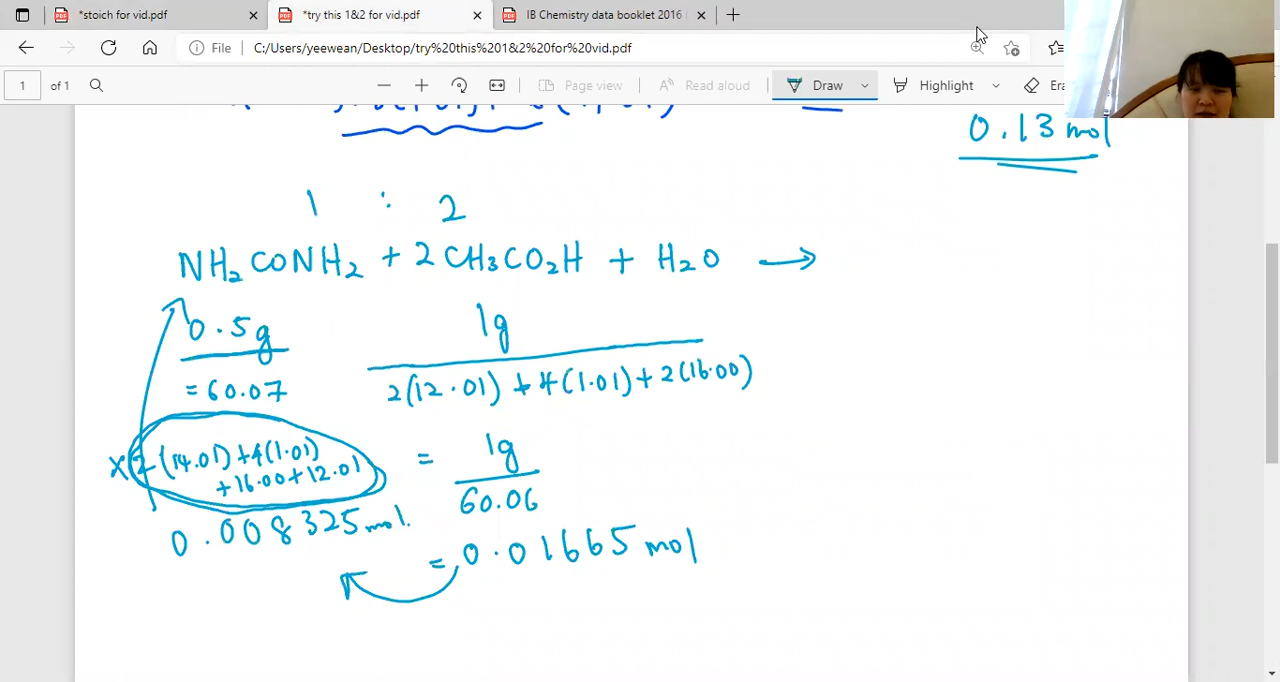 *stoich for vid.pdf
*try this 1&2 for vid.pdf
IB Chemistry data booklet 2016
File
C:/Users/yeewean/Desktop/try%20this%201&2%20for%20vid.pdf
1 of 1
Page view
Read aloud
Draw
Highlight
Era
0.13 mol
1 : 2
NH2CONH2 + 2CH3CO2H + H2O →
0.5g
= 60.07
1g
2(12.01) + 4(1.01) + 2(16.00)
× 2(14.01) + 4(1.01)
+ 16.00 + 12.01
= 1g
60.06
0.008325 mol.
= 0.01665 mol